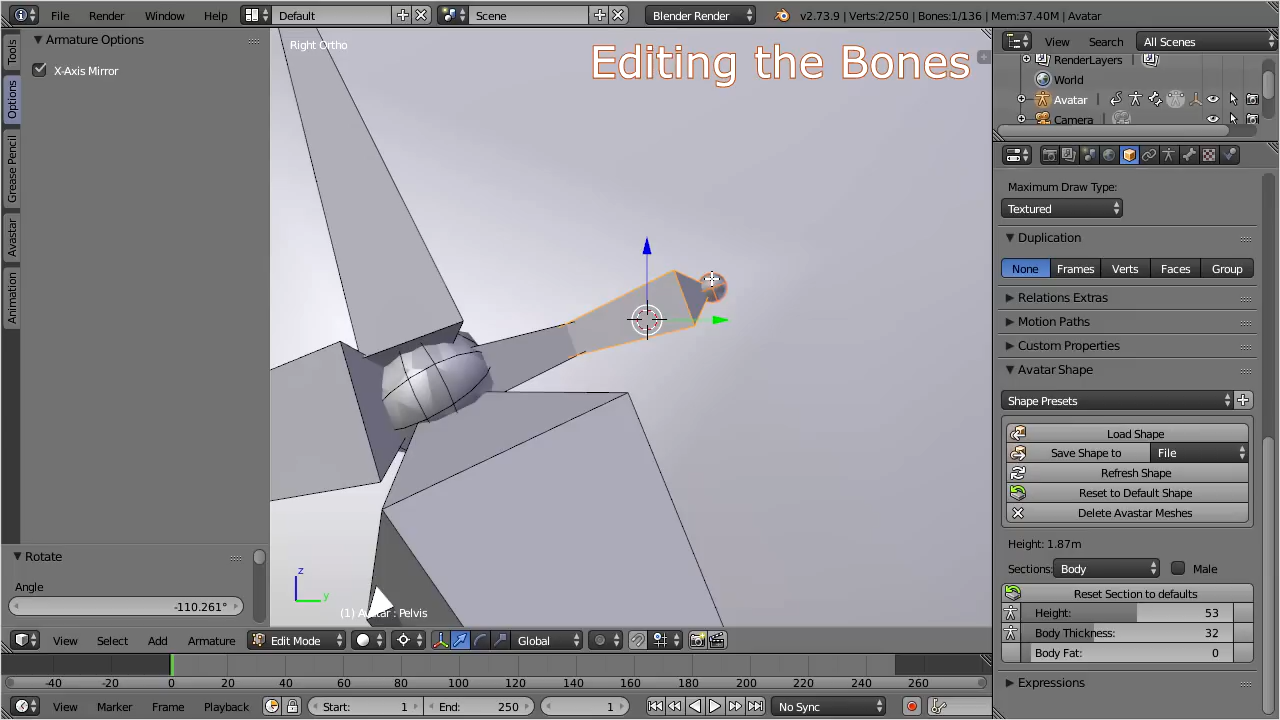 File Render Window Help Default Scene Blender Render v2.73.9 | Verts:2/250 | Bones:1/136 | Mem:37.40M | Avatar
Armature Options
X-Axis Mirror
Tools
Options
Grease Pencil
Avastar
Animation
Right Ortho
Editing the Bones
View Search All Scenes
RenderLayers
World
Avatar
Camera
Maximum Draw Type:
Textured
Duplication
None Frames Verts Faces Group
Relations Extras
Motion Paths
Custom Properties
Avatar Shape
Shape Presets
Load Shape
Save Shape to File
Refresh Shape
Reset to Default Shape
Delete Avastar Meshes
Height: 1.87m
Sections: Body Male
Reset Section to defaults
Height: 53
Body Thickness: 32
Body Fat: 0
Expressions
Rotate
Angle
-110.261°
z
y
: Pelvis
View Select Add Armature Edit Mode Global
-40 -20 0 20 40 60 80 100 120 140 160 180 200 220 240 260
View Marker Frame Playback Start: 1 End: 250 1 No Sync